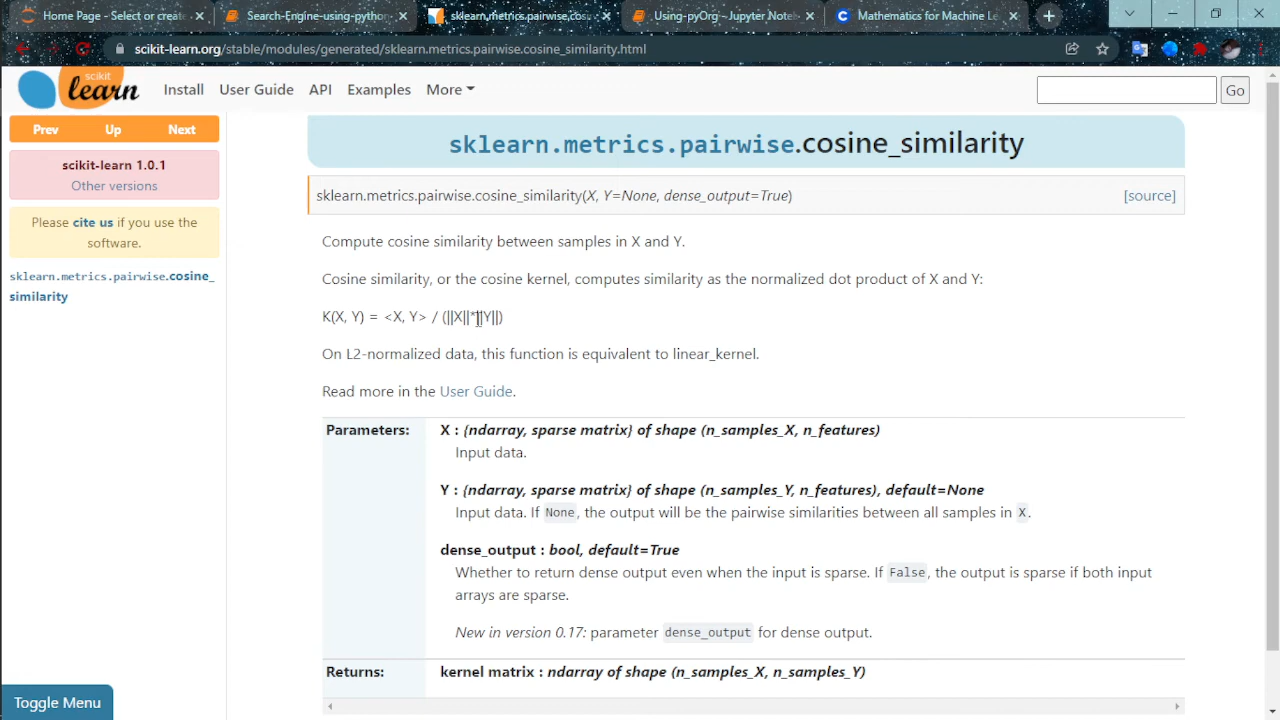 Home Page - Select or create
Search-Engine-using-python
sklearn.metrics.pairwise.cosi
Using-pyOrg ~ Jupyter Noteb
Mathematics for Machine Le
scikit-learn.org/stable/modules/generated/sklearn.metrics.pairwise.cosine_similarity.html
scikit
learn
Install
User Guide
API
Examples
More
Go
Prev
Up
Next
scikit-learn 1.0.1
Other versions
Please cite us if you use the
software.
sklearn.metrics.pairwise.cosine_
similarity
sklearn.metrics.pairwise.cosine_similarity
sklearn.metrics.pairwise.cosine_similarity(X, Y=None, dense_output=True)
[source]
Compute cosine similarity between samples in X and Y.
Cosine similarity, or the cosine kernel, computes similarity as the normalized dot product of X and Y:
K(X, Y) = <X, Y> / (||X||*||Y||)
On L2-normalized data, this function is equivalent to linear_kernel.
Read more in the User Guide.
Parameters:
X : {ndarray, sparse matrix} of shape (n_samples_X, n_features)
Input data.
Y : {ndarray, sparse matrix} of shape (n_samples_Y, n_features), default=None
Input data. If None, the output will be the pairwise similarities between all samples in X.
dense_output : bool, default=True
Whether to return dense output even when the input is sparse. If False, the output is sparse if both input
arrays are sparse.
New in version 0.17: parameter dense_output for dense output.
Returns:
kernel matrix : ndarray of shape (n_samples_X, n_samples_Y)
Toggle Menu